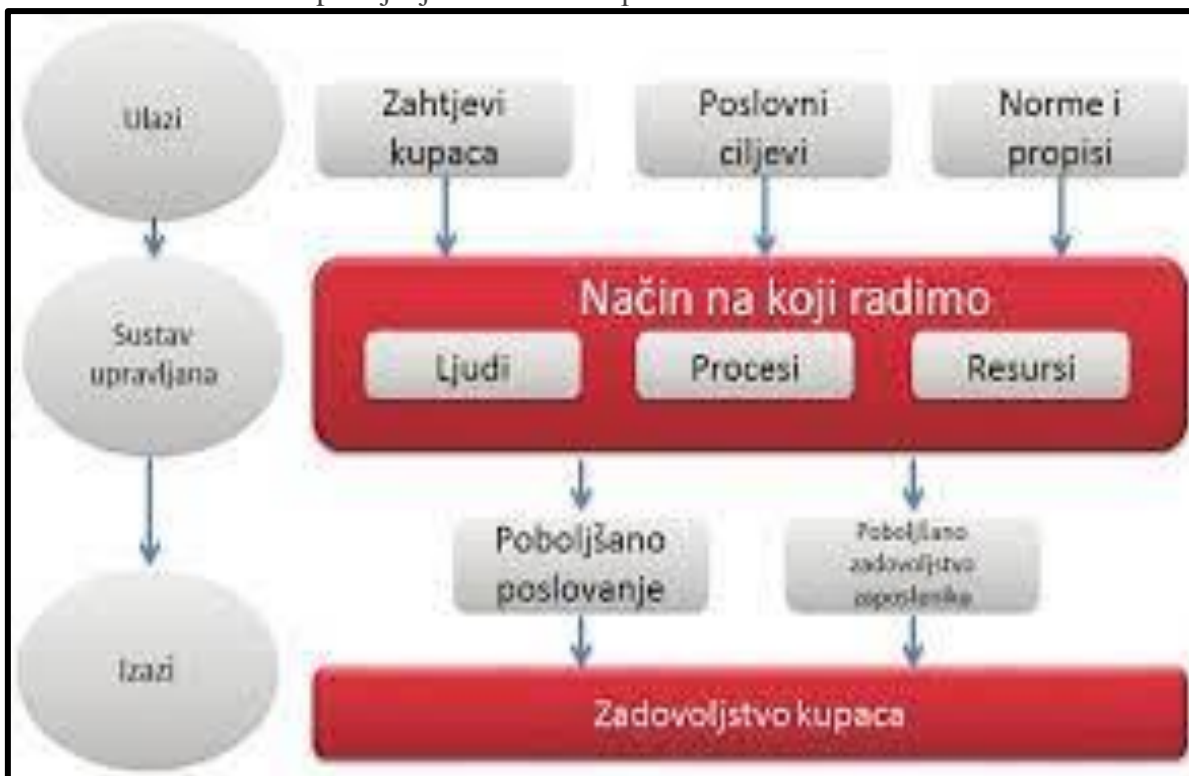 Ulazi
Zahtjevi
kupaca
Poslovni
ciljevi
Norme i
propisi
Sustav
upravljana
Način na koji radimo
Ljudi
Procesi
Resursi
Poboljšano
poslovanje
Poboljšano
zadovoljstvo
zaposlenika
Izazi
Zadovoljstvo kupaca